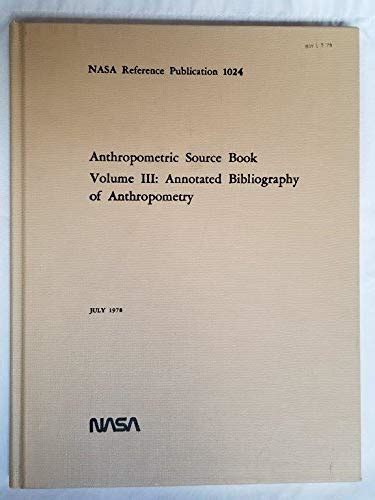 NASA Reference Publication 1024
Anthropometric Source Book
Volume III: Annotated Bibliography
of Anthropometry
JULY 1978
NASA